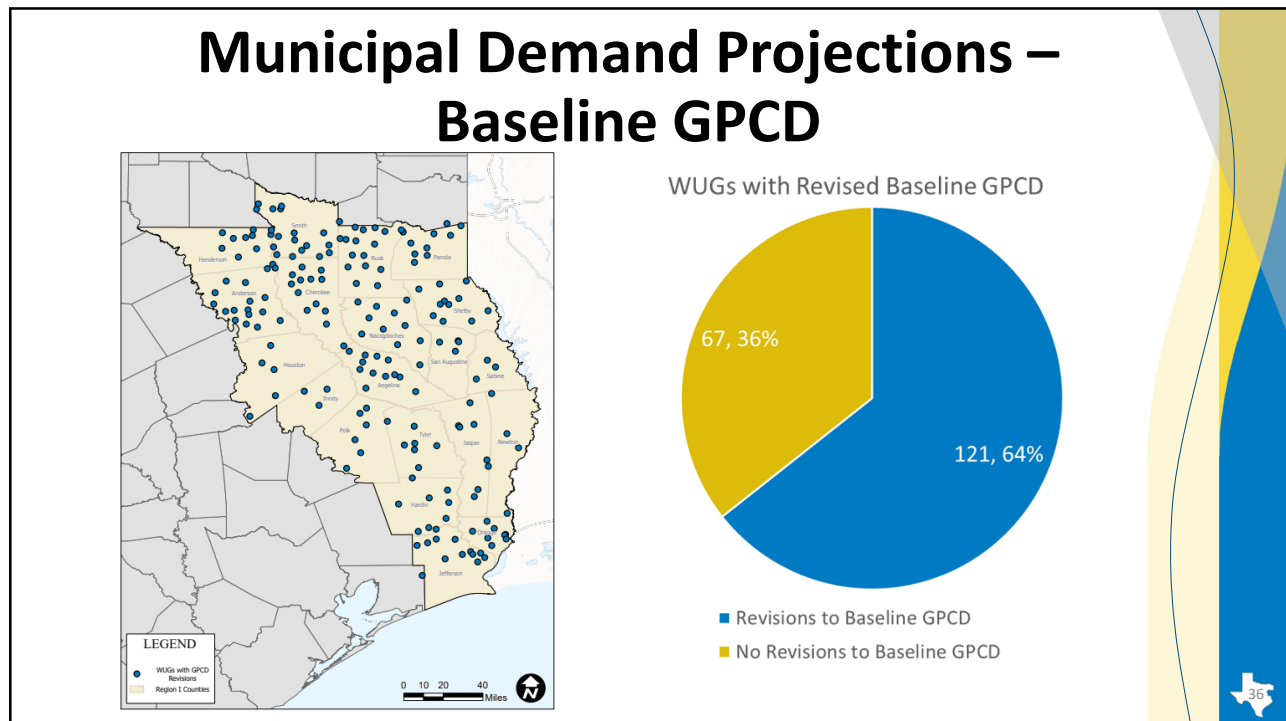 Municipal Demand Projections –
Baseline GPCD
Smith
Henderson
Rusk
Panola
Anderson
Cherokee
Shelby
Nacogdoches
San Augustine
Houston
Sabine
Angelina
Trinity
Polk
Tyler
Jasper
Newton
Hardin
Orange
Jefferson
LEGEND
WUGs with GPCD
Revisions
Region I Counties
0 10 20 40
Miles
N
WUGs with Revised Baseline GPCD
67, 36%
121, 64%
Revisions to Baseline GPCD
No Revisions to Baseline GPCD
36